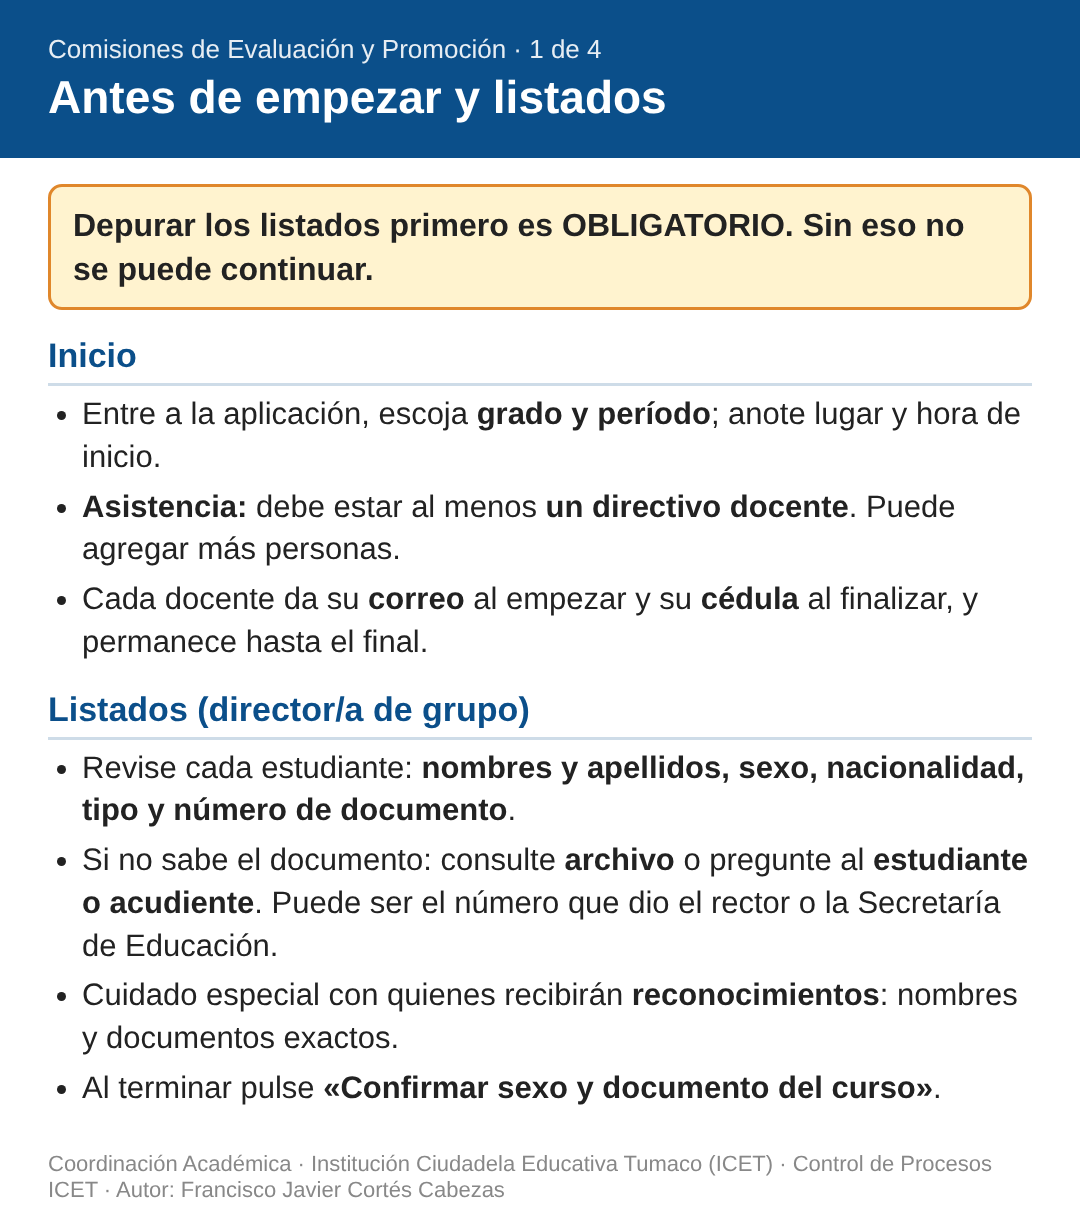 Comisiones de Evaluación y Promoción · 1 de 4
Antes de empezar y listados
Depurar los listados primero es OBLIGATORIO. Sin eso no
se puede continuar.
Inicio
• Entre a la aplicación, escoja grado y período; anote lugar y hora de
inicio.
• Asistencia: debe estar al menos un directivo docente. Puede
agregar más personas.
• Cada docente da su correo al empezar y su cédula al finalizar, y
permanece hasta el final.
Listados (director/a de grupo)
• Revise cada estudiante: nombres y apellidos, sexo, nacionalidad,
tipo y número de documento.
• Si no sabe el documento: consulte archivo o pregunte al estudiante
o acudiente. Puede ser el número que dio el rector o la Secretaría
de Educación.
• Cuidado especial con quienes recibirán reconocimientos: nombres
y documentos exactos.
• Al terminar pulse «Confirmar sexo y documento del curso».
Coordinación Académica · Institución Ciudadela Educativa Tumaco (ICET) · Control de Procesos
ICET · Autor: Francisco Javier Cortés Cabezas